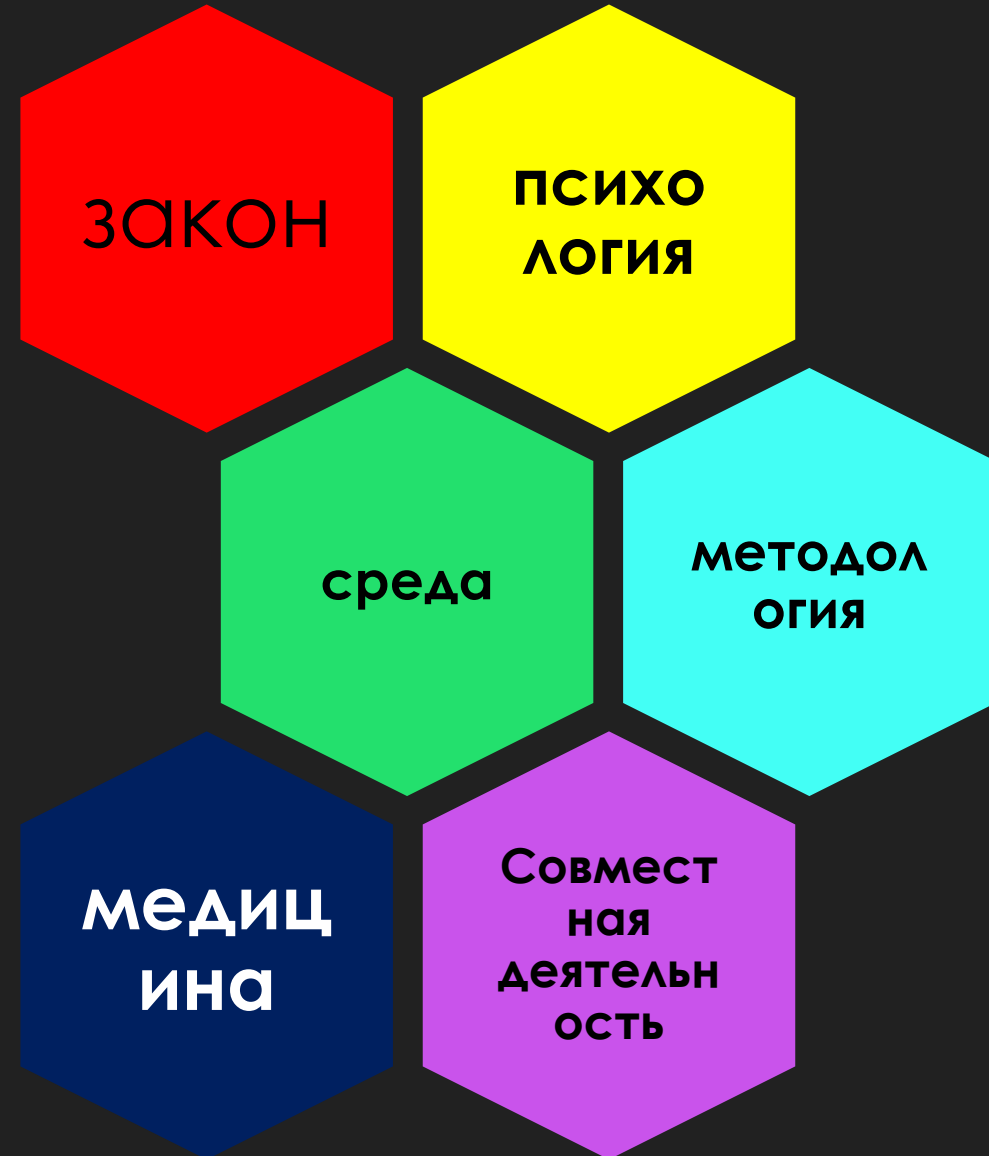 закон
психо
логия
среда
методол
огия
медиц
ина
Совмест
ная
деятельн
ость